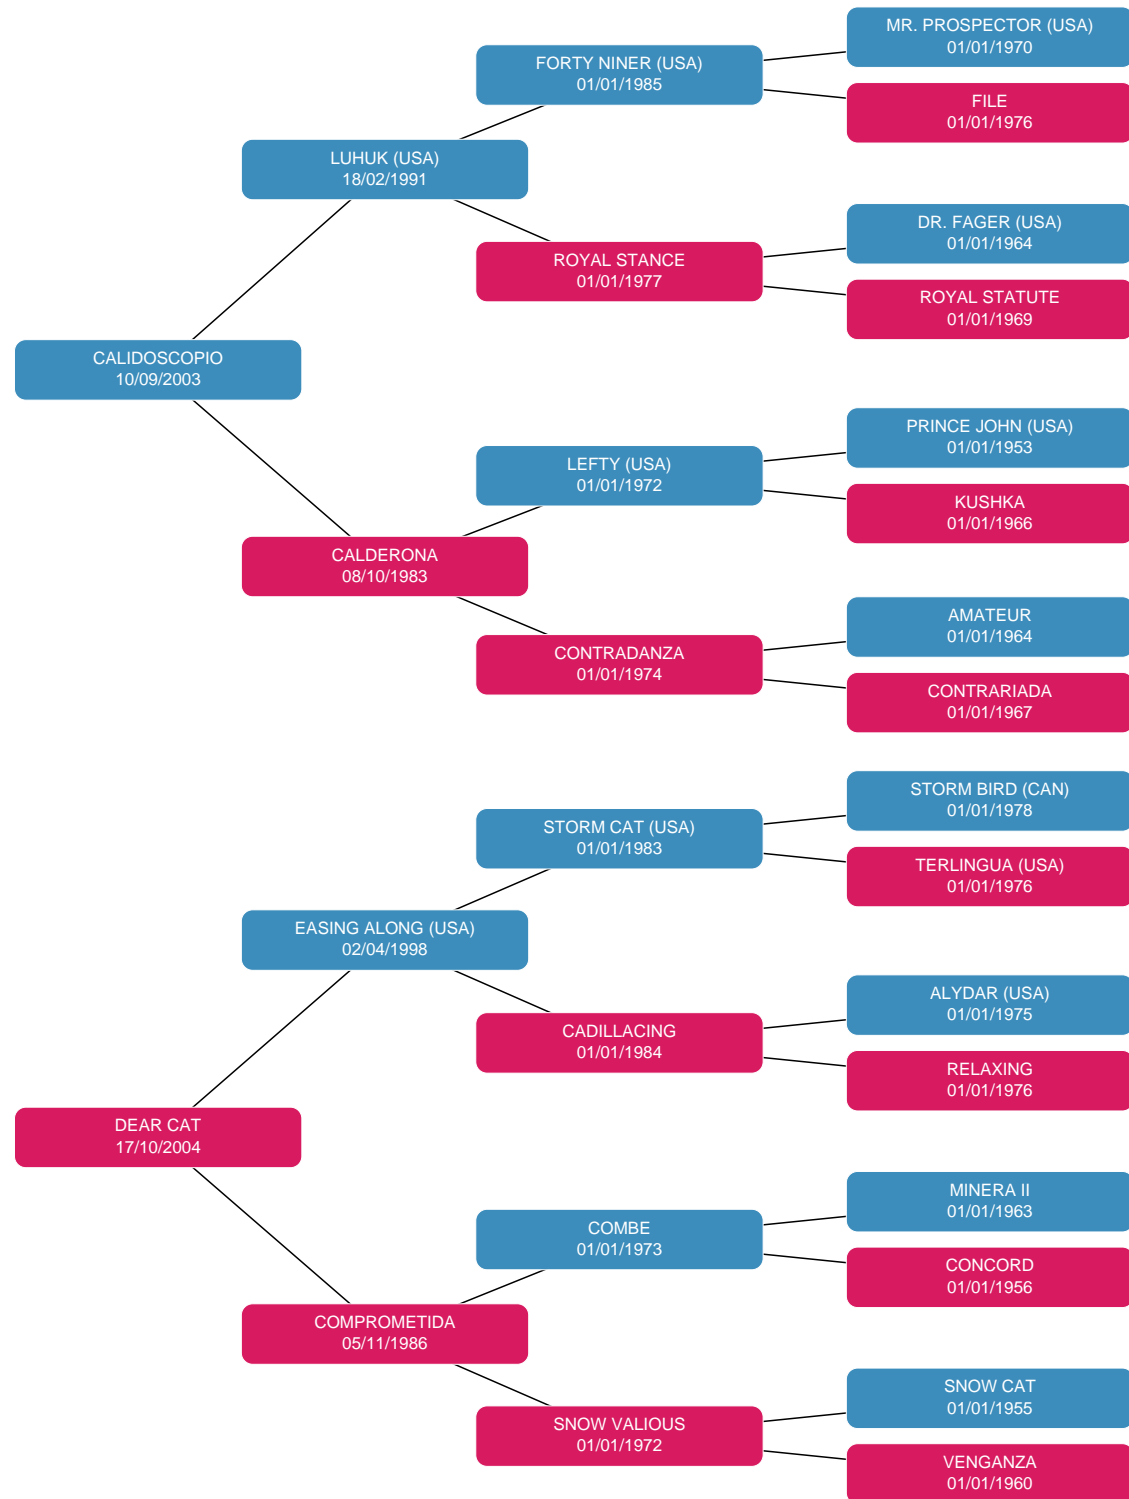 MR. PROSPECTOR (USA)
01/01/1970
FORTY NINER (USA)
01/01/1985
FILE
01/01/1976
LUHUK (USA)
18/02/1991
DR. FAGER (USA)
01/01/1964
ROYAL STANCE
01/01/1977
ROYAL STATUTE
01/01/1969
CALIDOSCOPIO
10/09/2003
PRINCE JOHN (USA)
01/01/1953
LEFTY (USA)
01/01/1972
KUSHKA
01/01/1966
CALDERONA
08/10/1983
AMATEUR
01/01/1964
CONTRADANZA
01/01/1974
CONTRARIADA
01/01/1967
STORM BIRD (CAN)
01/01/1978
STORM CAT (USA)
01/01/1983
TERLINGUA (USA)
01/01/1976
EASING ALONG (USA)
02/04/1998
ALYDAR (USA)
01/01/1975
CADILLACING
01/01/1984
RELAXING
01/01/1976
DEAR CAT
17/10/2004
MINERA II
01/01/1963
COMBE
01/01/1973
CONCORD
01/01/1956
COMPROMETIDA
05/11/1986
SNOW CAT
01/01/1955
SNOW VALIOUS
01/01/1972
VENGANZA
01/01/1960